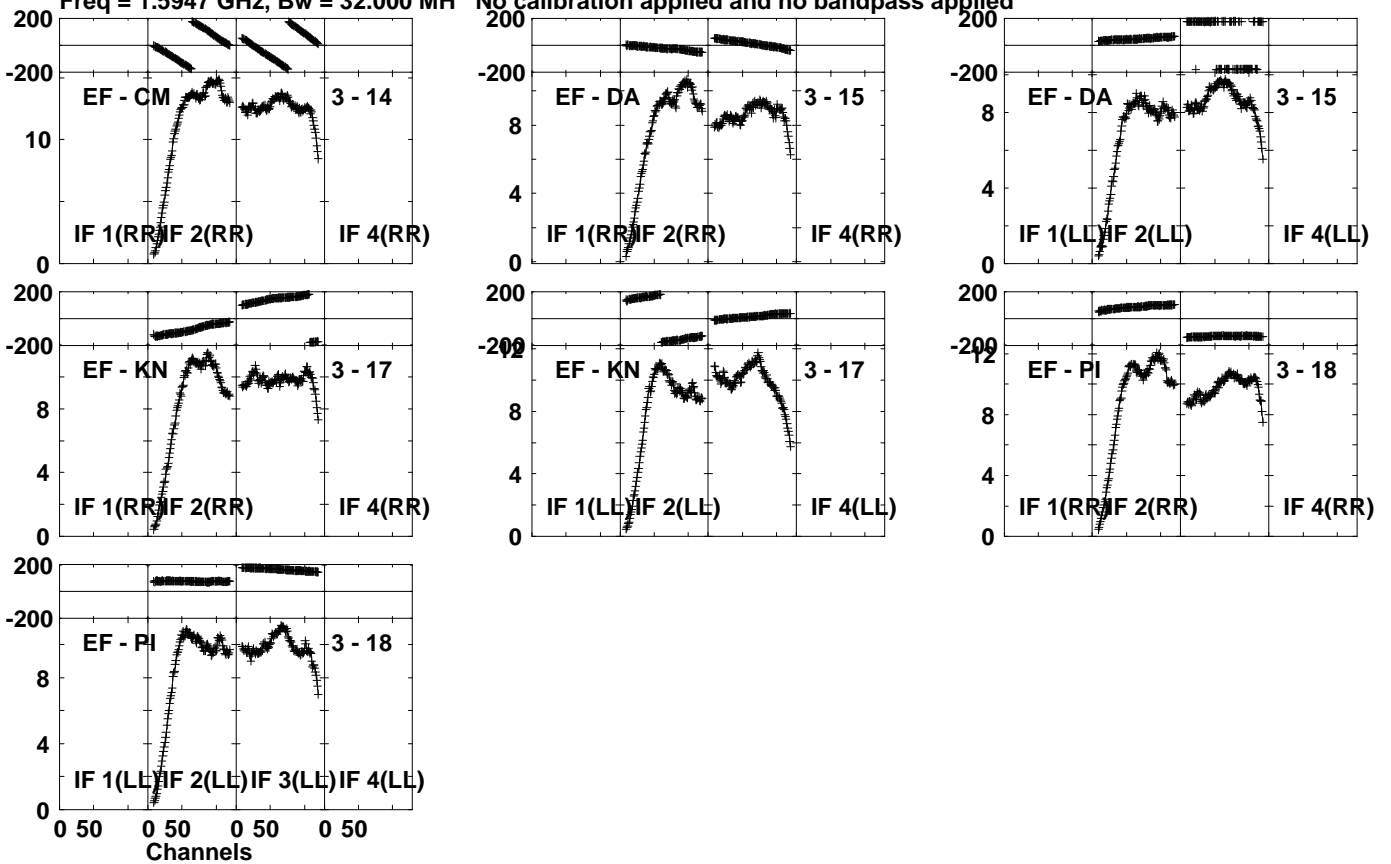 Freq = 1.5947 GHz, Bw = 32.000 MH No calibration applied and no bandpass applied
200
-200
EF - CM 3 - 14
10
IF 1(RR) IF 2(RR) IF 4(RR)
0
200
-200
EF - DA 3 - 15
8
4
IF 1(RR) IF 2(RR) IF 4(RR)
0
200
-200
EF - DA 3 - 15
8
4
IF 1(LL) IF 2(LL) IF 4(LL)
0
200
-200
EF - KN 3 - 17
8
4
IF 1(RR) IF 2(RR) IF 4(RR)
0
200
-200
12
EF - KN 3 - 17
8
4
IF 1(LL) IF 2(LL) IF 4(LL)
0
200
-200
12
EF - PI 3 - 18
8
4
IF 1(RR) IF 2(RR) IF 4(RR)
0
200
-200
EF - PI 3 - 18
8
4
IF 1(LL) IF 2(LL) IF 3(LL) IF 4(LL)
0
0 50 0 50 0 50 0 50
Channels